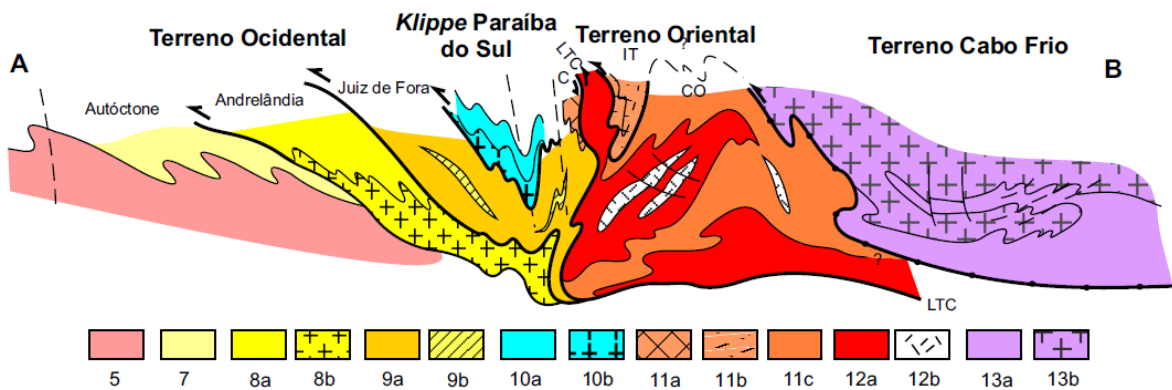 Klippe Paraíba
do Sul
Terreno Ocidental
Terreno Oriental
Terreno Cabo Frio
A
B
LTC
IT
?
C
CO
Autóctone
Andrelândia
Juiz de Fora
?
LTC
5 7 8a 8b 9a 9b 10a 10b 11a 11b 11c 12a 12b 13a 13b